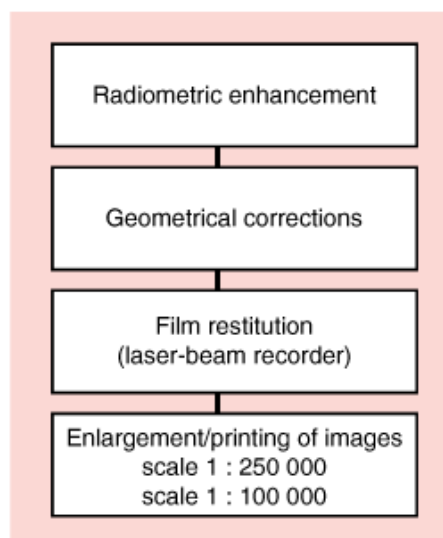 Radiometric enhancement
Geometrical corrections
Film restitution
(laser-beam recorder)
Enlargement/printing of images
scale 1 : 250 000
scale 1 : 100 000